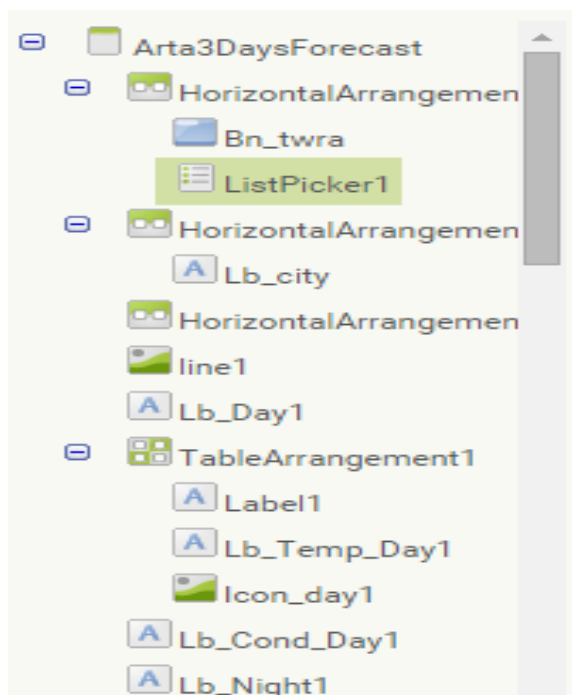 Arta3DaysForecast
HorizontalArrangemen
Bn_twra
ListPicker1
HorizontalArrangemen
A Lb_city
HorizontalArrangemen
line1
A Lb_Day1
TableArrangement1
A Label1
A Lb_Temp_Day1
Icon_day1
A Lb_Cond_Day1
A Lb_Night1